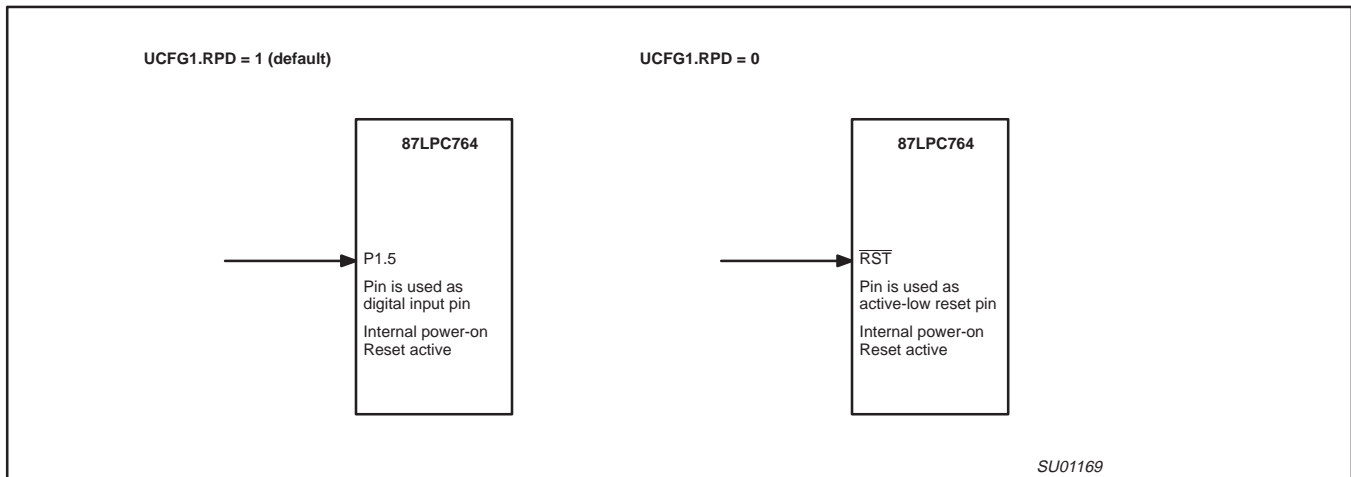 UCFG1.RPD = 1 (default)
UCFG1.RPD = 0
87LPC764
P1.5
Pin is used as
digital input pin
Internal power-on
Reset active
87LPC764
R̅S̅T̅
Pin is used as
active-low reset pin
Internal power-on
Reset active
SU01169